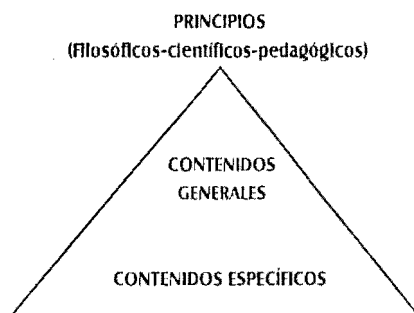 PRINCIPIOS
(Filosóficos-científicos-pedagógicos)
CONTENIDOS
GENERALES
CONTENIDOS ESPECÍFICOS